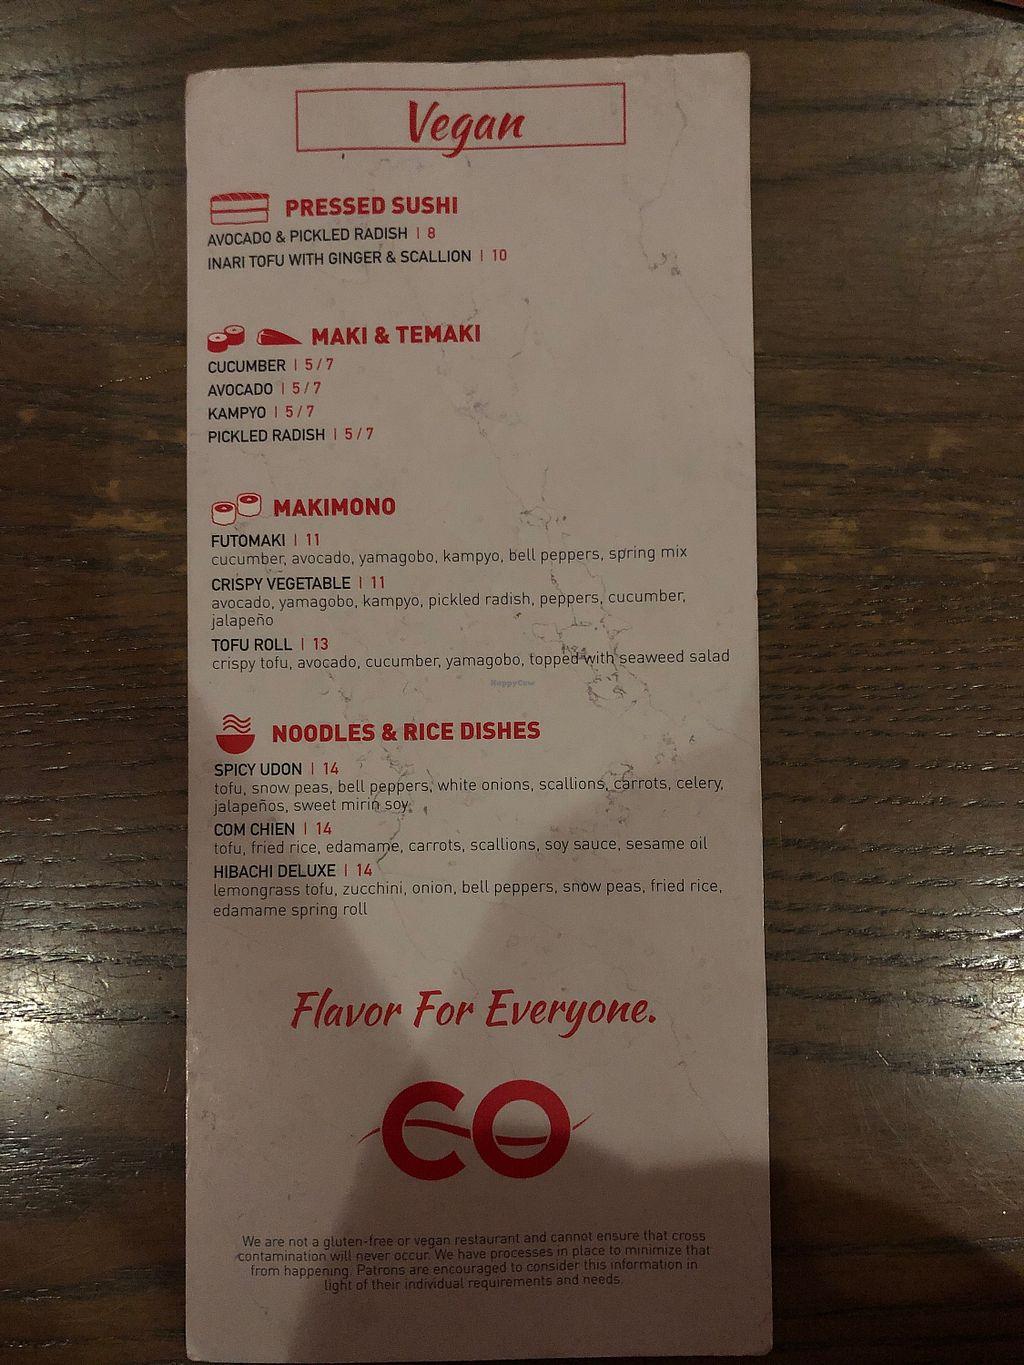 Vegan
PRESSED SUSHI
AVOCADO & PICKLED RADISH | 8
INARI TOFU WITH GINGER & SCALLION | 10
MAKI & TEMAKI
CUCUMBER | 5/7
AVOCADO | 5/7
KAMPYO | 5/7
PICKLED RADISH | 5/7
MAKIMONO
FUTOMAKI | 11
cucumber, avocado, yamagobo, kampyo, bell peppers, spring mix
CRISPY VEGETABLE | 11
avocado, yamagobo, kampyo, pickled radish, peppers, cucumber,
jalapeño
TOFU ROLL | 13
crispy tofu, avocado, cucumber, yamagobo, topped with seaweed salad
HappyCow
NOODLES & RICE DISHES
SPICY UDON | 14
tofu, snow peas, bell peppers, white onions, scallions, carrots, celery,
jalapeños, sweet mirin soy
COM CHIEN | 14
tofu, fried rice, edamame, carrots, scallions, soy sauce, sesame oil
HIBACHI DELUXE | 14
lemongrass tofu, zucchini, onion, bell peppers, snow peas, fried rice,
edamame spring roll
Flavor For Everyone.
CO
We are not a gluten-free or vegan restaurant and cannot ensure that cross
contamination will never occur. We have processes in place to minimize that
from happening. Patrons are encouraged to consider this information in
light of their individual requirements and needs.